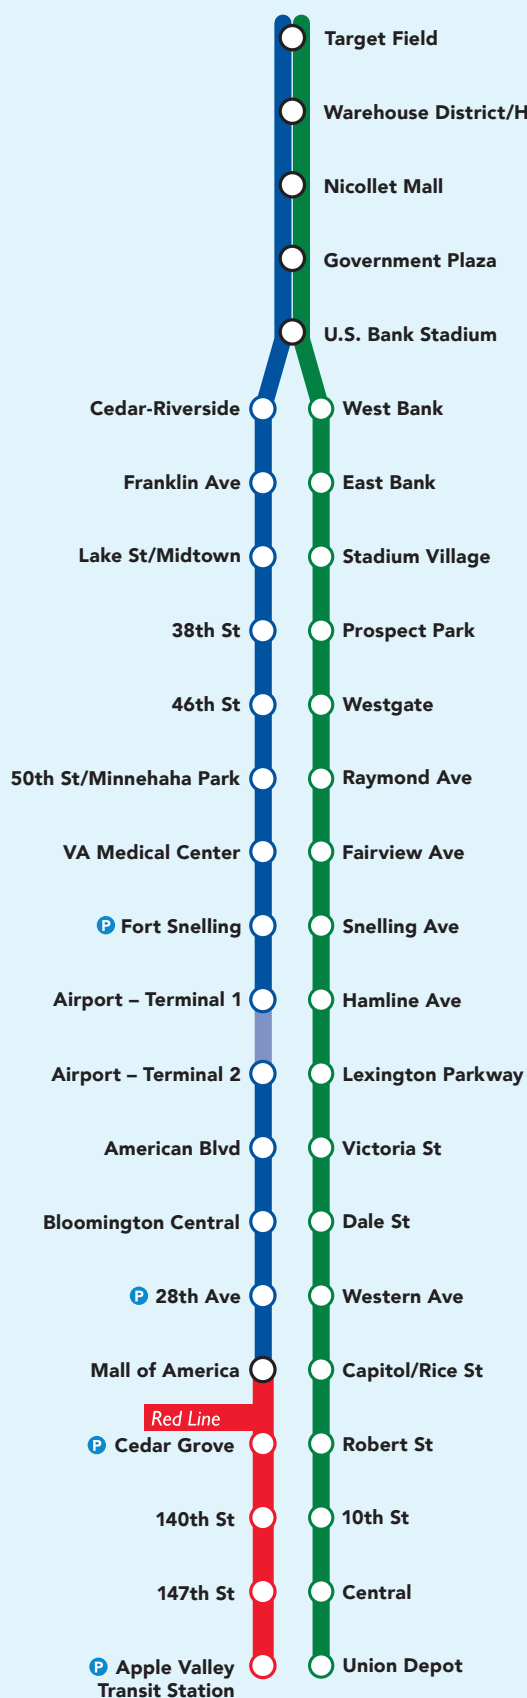 Target Field
Warehouse District/H
Nicollet Mall
Government Plaza
U.S. Bank Stadium
Cedar-Riverside
West Bank
Franklin Ave
East Bank
Lake St/Midtown
Stadium Village
38th St
Prospect Park
46th St
Westgate
50th St/Minnehaha Park
Raymond Ave
VA Medical Center
Fairview Ave
P Fort Snelling
Snelling Ave
Airport – Terminal 1
Hamline Ave
Airport – Terminal 2
Lexington Parkway
American Blvd
Victoria St
Bloomington Central
Dale St
P 28th Ave
Western Ave
Mall of America
Capitol/Rice St
Red Line
P Cedar Grove
Robert St
140th St
10th St
147th St
Central
P Apple Valley
Transit Station
Union Depot